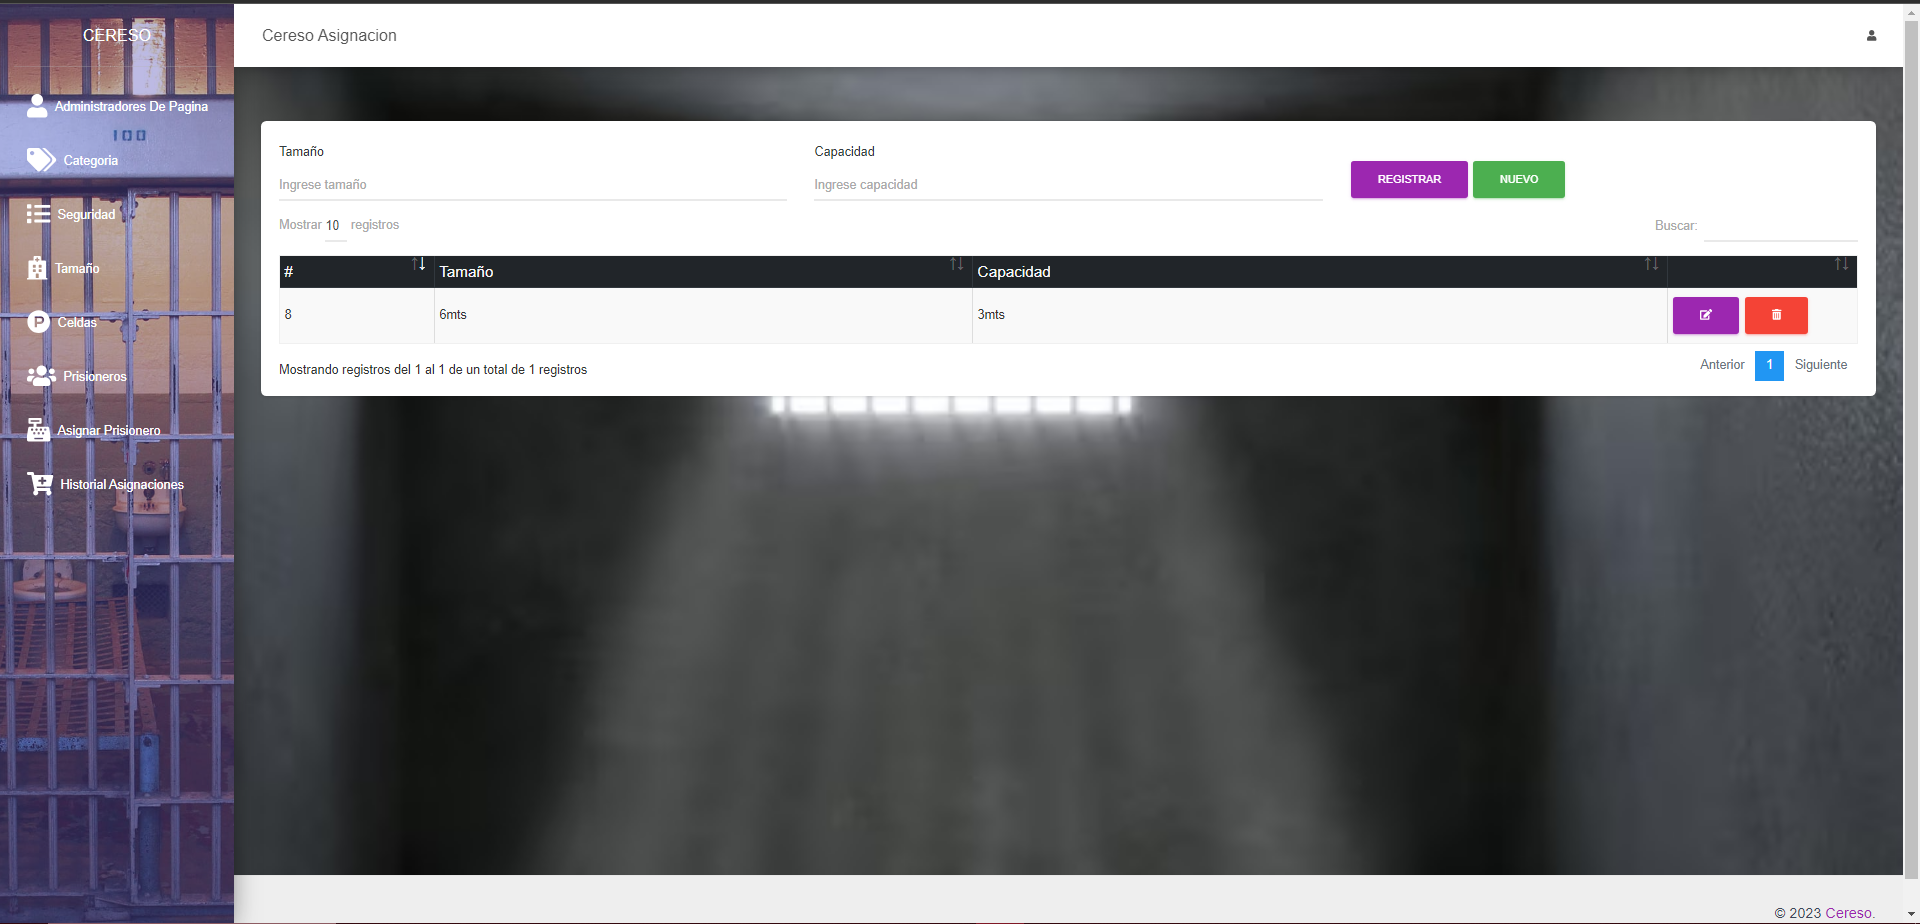 CERESO
Cereso Asignacion
Administradores De Pagina
100
Categoria
Seguridad
Tamaño
Celdas
Prisioneros
Asignar Prisionero
Historial Asignaciones
Tamaño
Capacidad
Ingrese tamaño
Ingrese capacidad
REGISTRAR
NUEVO
Mostrar 10 registros
Buscar:
# Tamaño Capacidad
8 6mts 3mts
Mostrando registros del 1 al 1 de un total de 1 registros
Anterior 1 Siguiente
© 2023 Cereso.